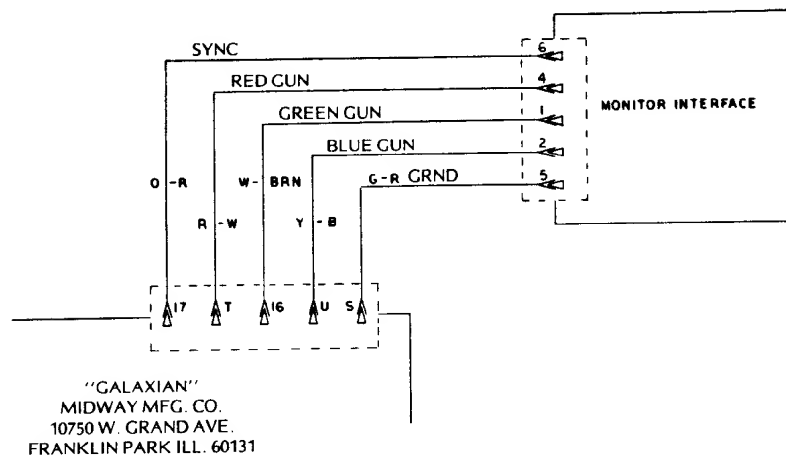 SYNC 6
RED GUN 4
GREEN GUN 1
MONITOR INTERFACE
BLUE GUN 2
G-R GRND 5
O-R W-BRN
R-W Y-B
17 T 16 U S
"GALAXIAN"
MIDWAY MFG. CO.
10750 W. GRAND AVE.
FRANKLIN PARK ILL. 60131